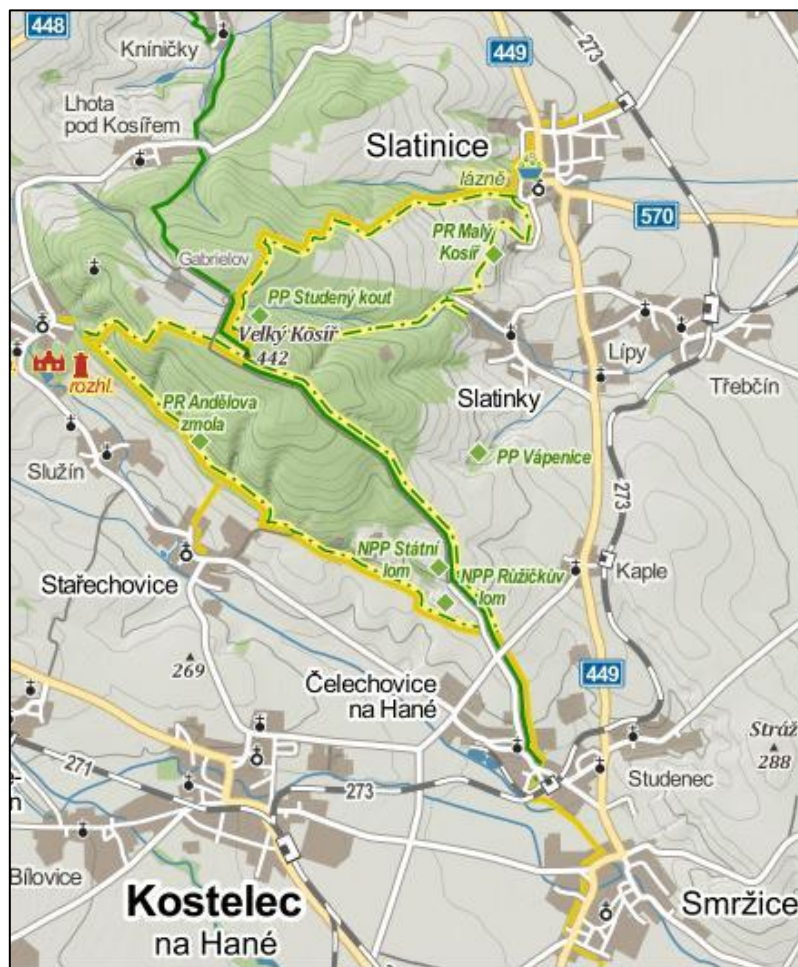 448
Kníničky
449
273
Lhota
pod Kosířem
Slatinice
lázně
570
PR Malý
Kosíř
Gabrielov
PP Studený kout
Velký Kosíř
442
Lípy
Třebčín
rozhl.
PR Andělova
zmola
Slatinky
PP Vápenice
Služín
273
NPP Státní
lom
NPP Růžičkův
lom
Kaple
Stařechovice
269
Čelechovice
na Hané
449
Stráž
288
271
273
Studenec
Bílovice
Kostelec
na Hané
Smržice